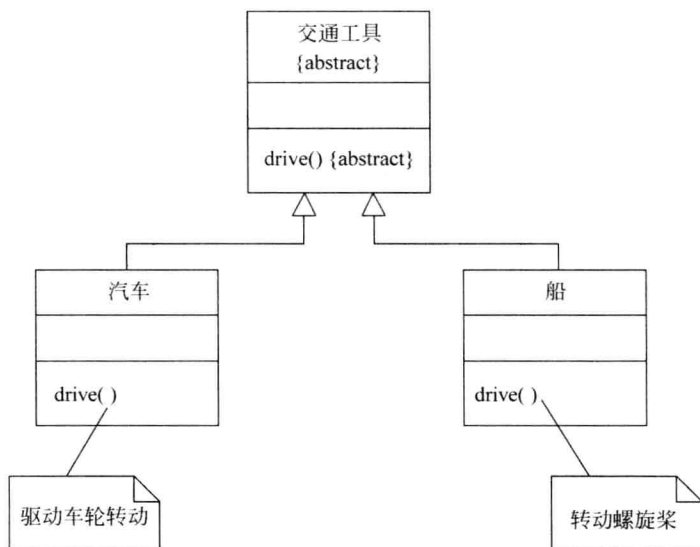 交通工具
{abstract}
drive() {abstract}
汽车
drive( )
驱动车轮转动
船
drive( )
转动螺旋桨